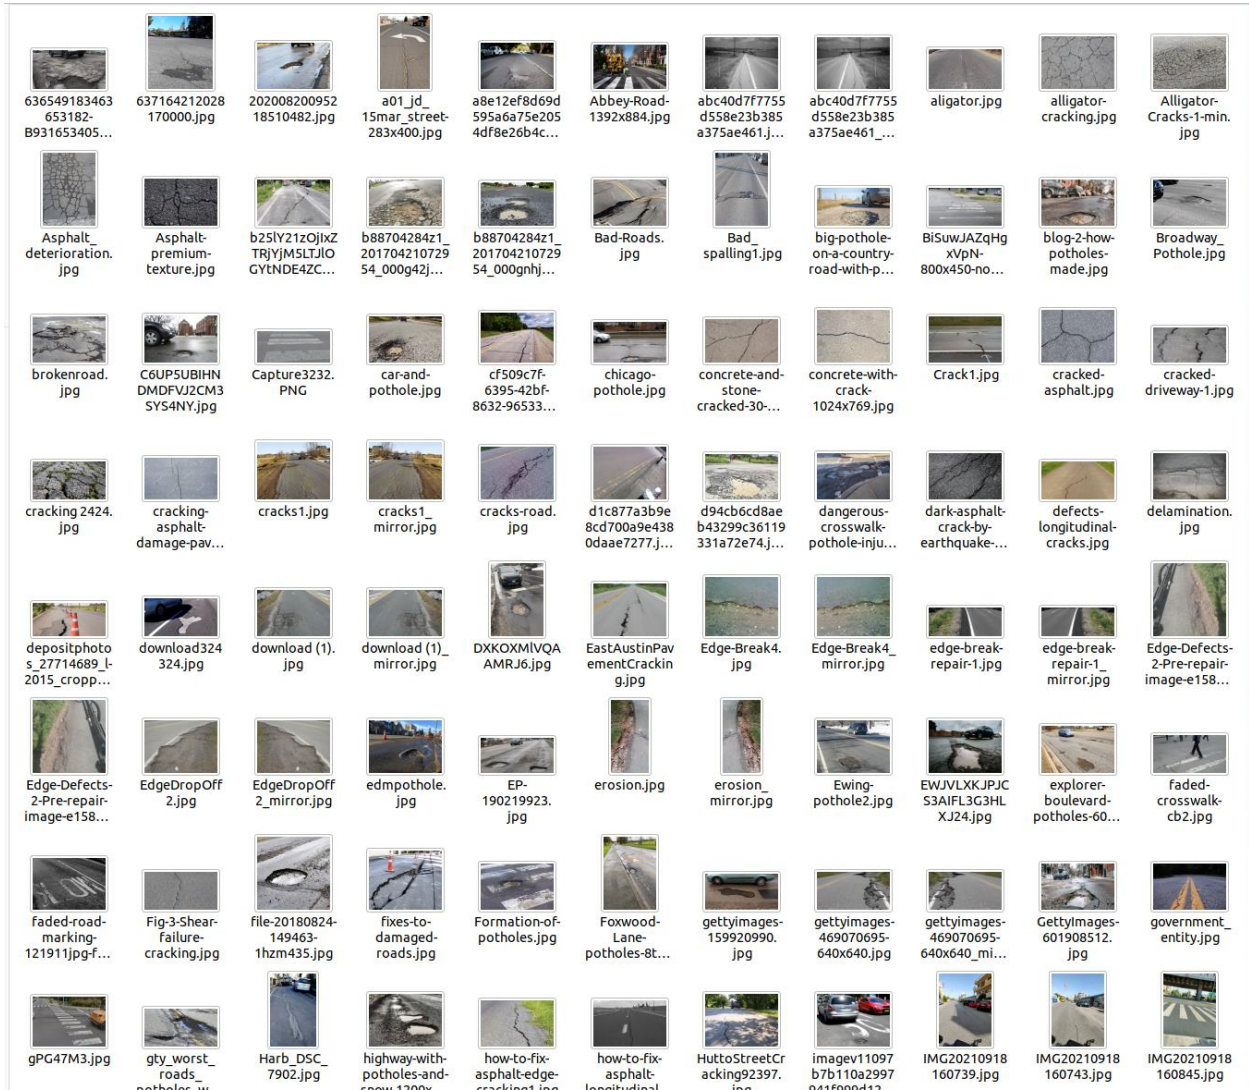 636549183463
653182-
B931653405...
637164212028
170000.jpg
202008200952
18510482.jpg
a01_jd_
15mar_street-
283x400.jpg
a8e12ef8d69d
595a6a75e205
4df8e26b4c...
Abbey-Road-
1392x884.jpg
abc40d7f7755
d558e23b385
a375ae461.j...
abc40d7f7755
d558e23b385
a375ae461_...
aligator.jpg
alligator-
cracking.jpg
Alligator-
Cracks-1-min.
jpg
Asphalt_
deterioration.
jpg
Asphalt-
premium-
texture.jpg
b25lY21zOjIxZ
TRjYjM5LTJlO
GYtNDE4ZC...
b88704284z1_
201704210729
54_000g42j...
b88704284z1_
201704210729
54_000gnhj...
Bad-Roads.
jpg
Bad_
spalling1.jpg
big-pothole-
on-a-country-
road-with-p...
BiSuwJAZqHg
xVpN-
800x450-no...
blog-2-how-
potholes-
made.jpg
Broadway_
Pothole.jpg
brokenroad.
jpg
C6UP5UBIHN
DMDFVJ2CM3
SYS4NY.jpg
Capture3232.
PNG
car-and-
pothole.jpg
cf509c7f-
6395-42bf-
8632-96533...
chicago-
pothole.jpg
concrete-and-
stone-
cracked-30-...
concrete-with-
crack-
1024x769.jpg
Crack1.jpg
cracked-
asphalt.jpg
cracked-
driveway-1.jpg
cracking 2424.
jpg
cracking-
asphalt-
damage-pav...
cracks1.jpg
cracks1_
mirror.jpg
cracks-road.
jpg
d1c877a3b9e
8cd700a9e438
0daae7277.j...
d94cb6cd8ae
b43299c36119
331a72e74.j...
dangerous-
crosswalk-
pothole-inju...
dark-asphalt-
crack-by-
earthquake-...
defects-
longitudinal-
cracks.jpg
delamination.
jpg
depositphoto
s_27714689_l-
2015_cropp...
download324
324.jpg
download (1).
jpg
download (1)_
mirror.jpg
DXKOXMlVQA
AMRJ6.jpg
EastAustinPav
ementCrackin
g.jpg
Edge-Break4.
jpg
Edge-Break4_
mirror.jpg
edge-break-
repair-1.jpg
edge-break-
repair-1_
mirror.jpg
Edge-Defects-
2-Pre-repair-
image-e158...
Edge-Defects-
2-Pre-repair-
image-e158...
EdgeDropOff
2.jpg
EdgeDropOff
2_mirror.jpg
edmpothole.
jpg
EP-
190219923.
jpg
erosion.jpg
erosion_
mirror.jpg
Ewing-
pothole2.jpg
EWJVLXKJPJC
S3AIFL3G3HL
XJ24.jpg
explorer-
boulevard-
potholes-60...
faded-
crosswalk-
cb2.jpg
faded-road-
marking-
121911jpg-f...
Fig-3-Shear-
failure-
cracking.jpg
file-20180824-
149463-
1hzm435.jpg
fixes-to-
damaged-
roads.jpg
Formation-of-
potholes.jpg
Foxwood-
Lane-
potholes-8t...
gettyimages-
159920990.
jpg
gettyimages-
469070695-
640x640.jpg
gettyimages-
469070695-
640x640_mi...
GettyImages-
601908512.
jpg
government_
entity.jpg
gPG47M3.jpg
gty_worst_
roads_
potholes_w...
Harb_DSC_
7902.jpg
highway-with-
potholes-and-
snow-1200x...
how-to-fix-
asphalt-edge-
cracking1.jpg
how-to-fix-
asphalt-
longitudinal...
HuttoStreetCr
acking92397.
jpg
imagev11097
b7b110a2997
941f999d12...
IMG20210918
160739.jpg
IMG20210918
160743.jpg
IMG20210918
160845.jpg